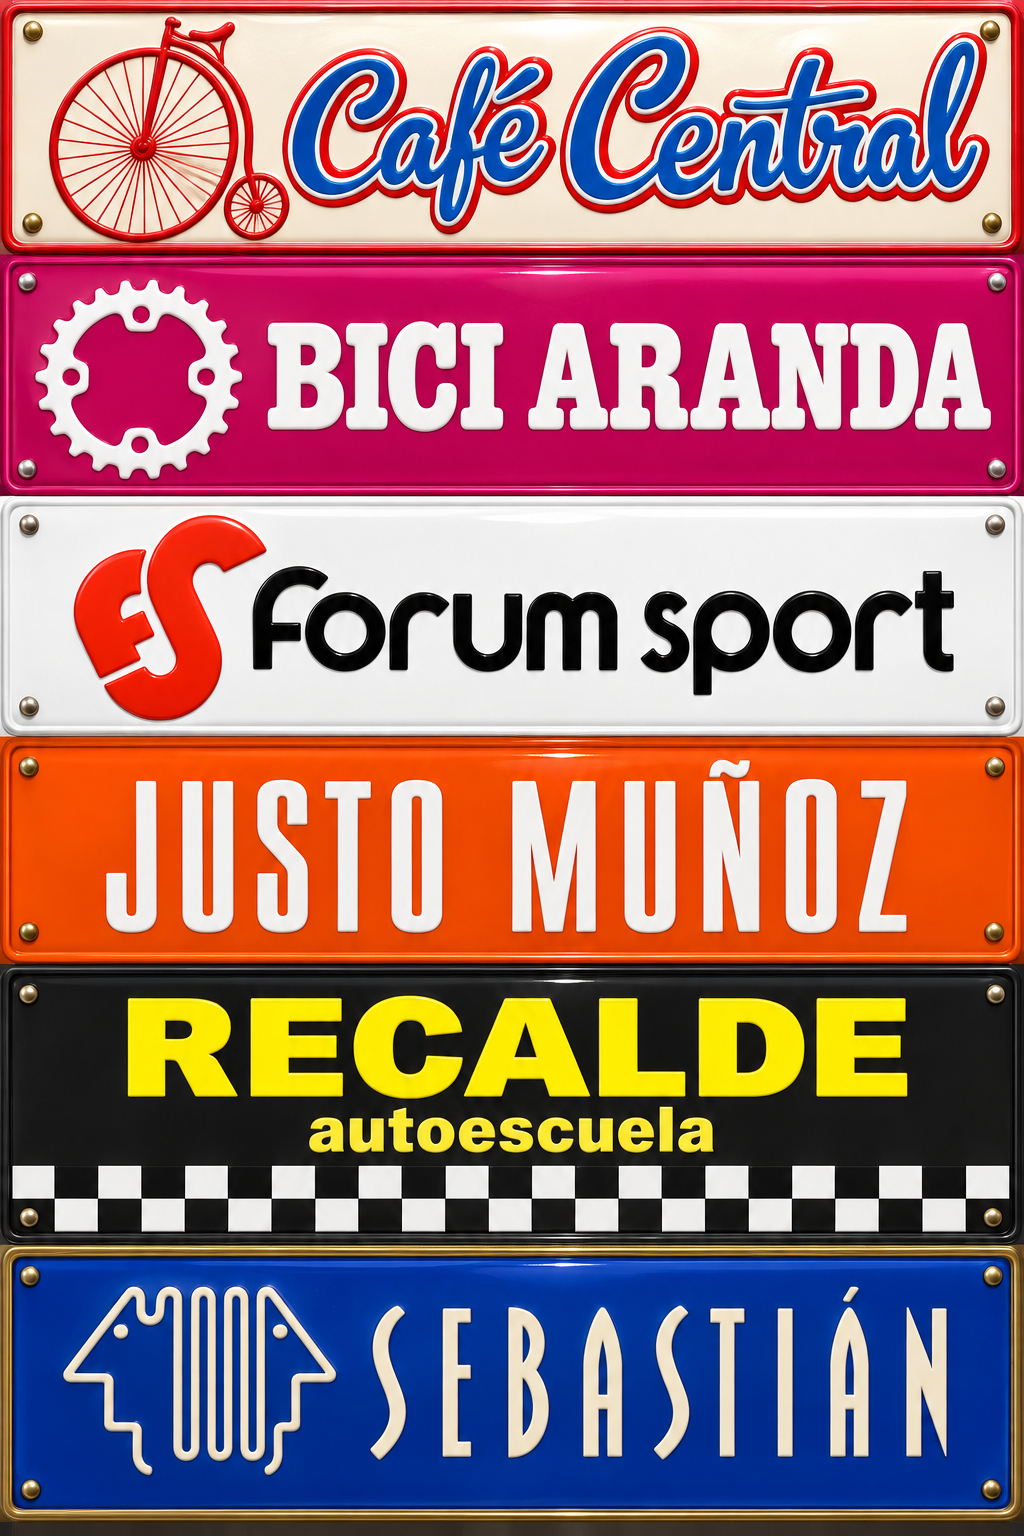 Café Central
BICI ARANDA
FS forum sport
JUSTO MUÑOZ
RECALDE
autoescuela
SEBASTIÁN